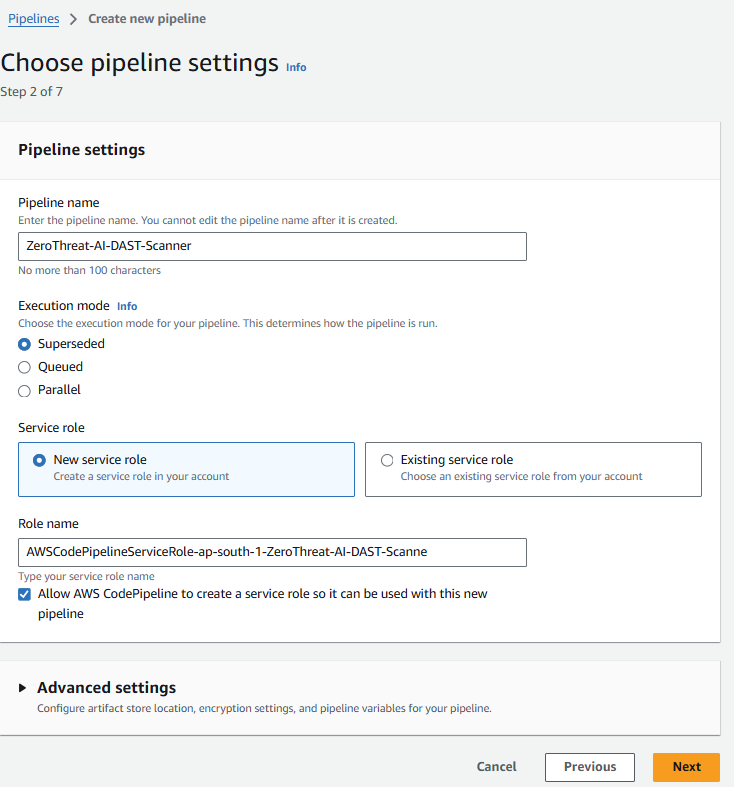 Pipelines > Create new pipeline
Choose pipeline settings Info
Step 2 of 7
Pipeline settings
Pipeline name
Enter the pipeline name. You cannot edit the pipeline name after it is created.
ZeroThreat-AI-DAST-Scanner
No more than 100 characters
Execution mode Info
Choose the execution mode for your pipeline. This determines how the pipeline is run.
Superseded
Queued
Parallel
Service role
New service role
Create a service role in your account
Existing service role
Choose an existing service role from your account
Role name
AWSCodePipelineServiceRole-ap-south-1-ZeroThreat-AI-DAST-Scanne
Type your service role name
Allow AWS CodePipeline to create a service role so it can be used with this new
pipeline
Advanced settings
Configure artifact store location, encryption settings, and pipeline variables for your pipeline.
Cancel Previous Next